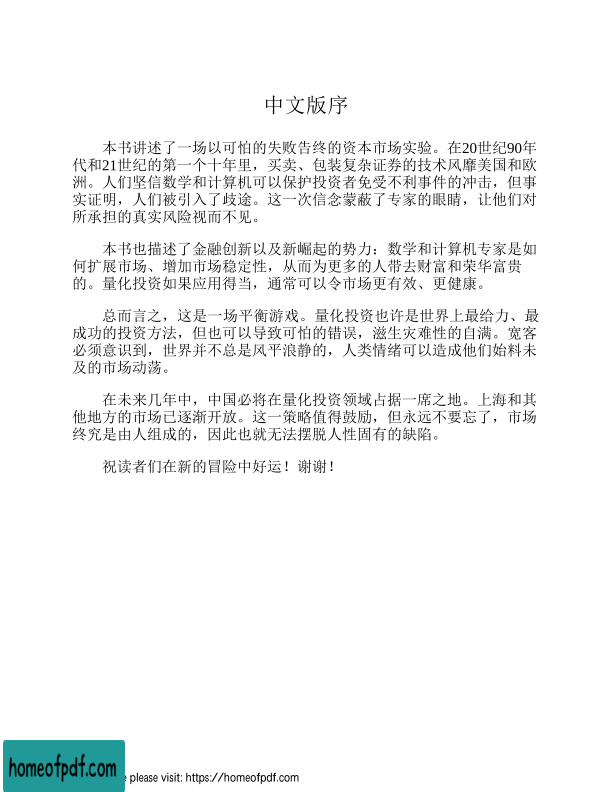 中文版序
本书讲述了一场以可怕的失败告终的资本市场实验。在20世纪90年
代和21世纪的第一个十年里，买卖、包装复杂证券的技术风靡美国和欧
洲。人们坚信数学和计算机可以保护投资者免受不利事件的冲击，但事
实证明，人们被引入了歧途。这一次信念蒙蔽了专家的眼睛，让他们对
所承担的真实风险视而不见。
本书也描述了金融创新以及新崛起的势力：数学和计算机专家是如
何扩展市场、增加市场稳定性，从而为更多的人带去财富和荣华富贵
的。量化投资如果应用得当，通常可以令市场更有效、更健康。
总而言之，这是一场平衡游戏。量化投资也许是世界上最给力、最
成功的投资方法，但也可以导致可怕的错误，滋生灾难性的自满。宽客
必须意识到，世界并不总是风平浪静的，人类情绪可以造成他们始料未
及的市场动荡。
在未来几年中，中国必将在量化投资领域占据一席之地。上海和其
他地方的市场已逐渐开放。这一策略值得鼓励，但永远不要忘了，市场
终究是由人组成的，因此也就无法摆脱人性固有的缺陷。
祝读者们在新的冒险中好运！谢谢！
homeofpdf.com
e please visit: https://homeofpdf.com